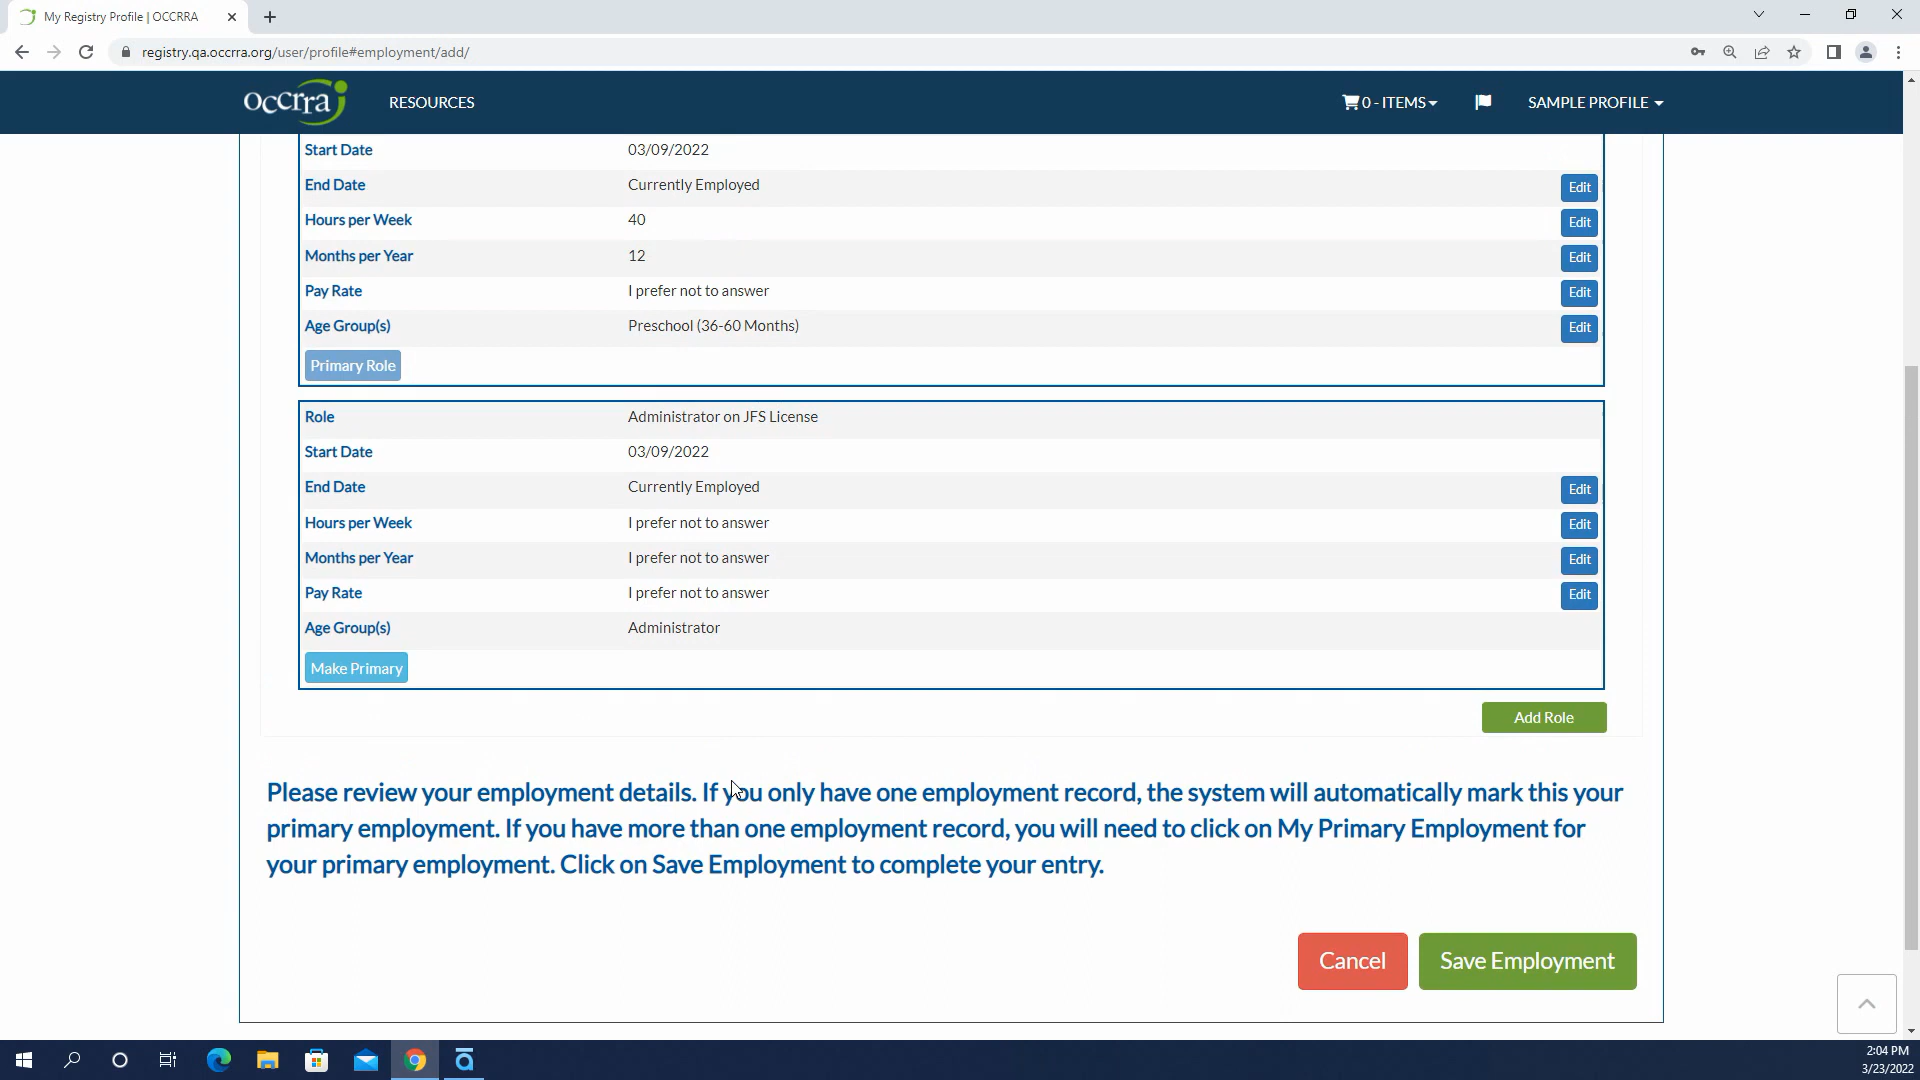 My Registry Profile | OCCRRA
registry.qa.occrra.org/user/profile#employment/add/
occrra
RESOURCES
0 - ITEMS
SAMPLE PROFILE
Start Date 03/09/2022
End Date Currently Employed Edit
Hours per Week 40 Edit
Months per Year 12 Edit
Pay Rate I prefer not to answer Edit
Age Group(s) Preschool (36-60 Months) Edit
Primary Role
Role Administrator on JFS License
Start Date 03/09/2022
End Date Currently Employed Edit
Hours per Week I prefer not to answer Edit
Months per Year I prefer not to answer Edit
Pay Rate I prefer not to answer Edit
Age Group(s) Administrator
Make Primary
Add Role
Please review your employment details. If you only have one employment record, the system will automatically mark this your
primary employment. If you have more than one employment record, you will need to click on My Primary Employment for
your primary employment. Click on Save Employment to complete your entry.
Cancel Save Employment
2:04 PM
3/23/2022